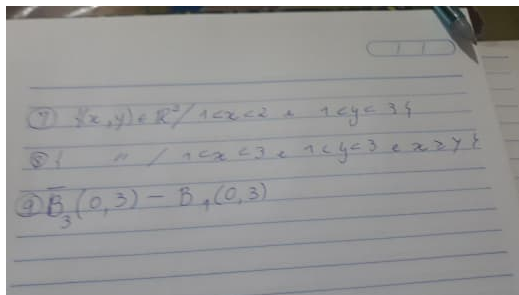 ⑦ {(x,y) e R²/ 1<x<2 e 1<y<3}
⑧ { " / 1<x<3 e 1<y<3 e x≥y}
⑨ B̅₃(0,3) - B₁(0,3)